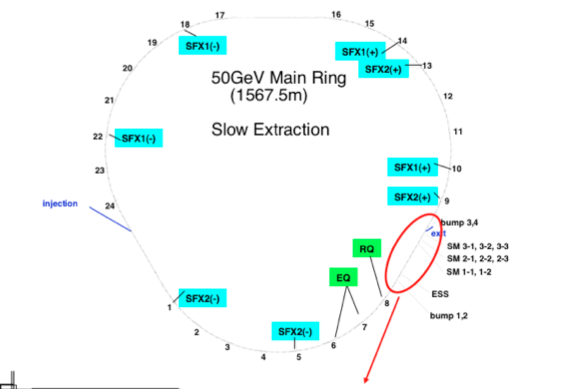 17
16
18
15
SFX1(-)
14
19
SFX1(+)
13
SFX2(+)
20
50GeV Main Ring
(1567.5m)
12
21
Slow Extraction
11
22
SFX1(-)
23
SFX1(+)
10
SFX2(+)
9
injection
24
bump 3,4
exit
SM 3-1, 3-2, 3-3
RQ
SM 2-1, 2-2, 2-3
SM 1-1, 1-2
EQ
ESS
SFX2(-)
1
8
bump 1,2
7
SFX2(-)
2
6
3
4
5